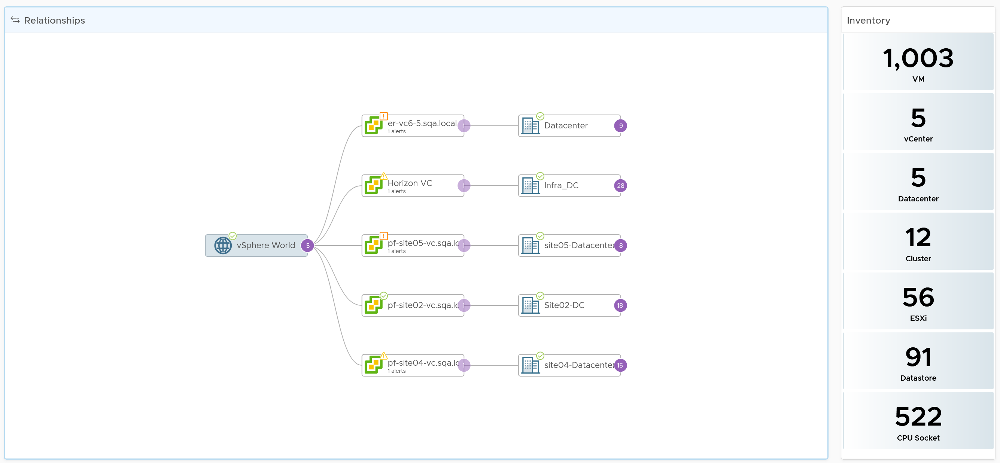 Relationships
er-vc6-5.sqa.local
1 alerts
1
Datacenter
9
Horizon VC
1 alerts
1
Infra_DC
28
vSphere World
5
pf-site05-vc.sqa.lc
1 alerts
1
site05-Datacenter
8
pf-site02-vc.sqa.lc
1
Site02-DC
18
pf-site04-vc.sqa.lc
1 alerts
1
site04-Datacenter
15
Inventory
1,003
VM
5
vCenter
5
Datacenter
12
Cluster
56
ESXi
91
Datastore
522
CPU Socket